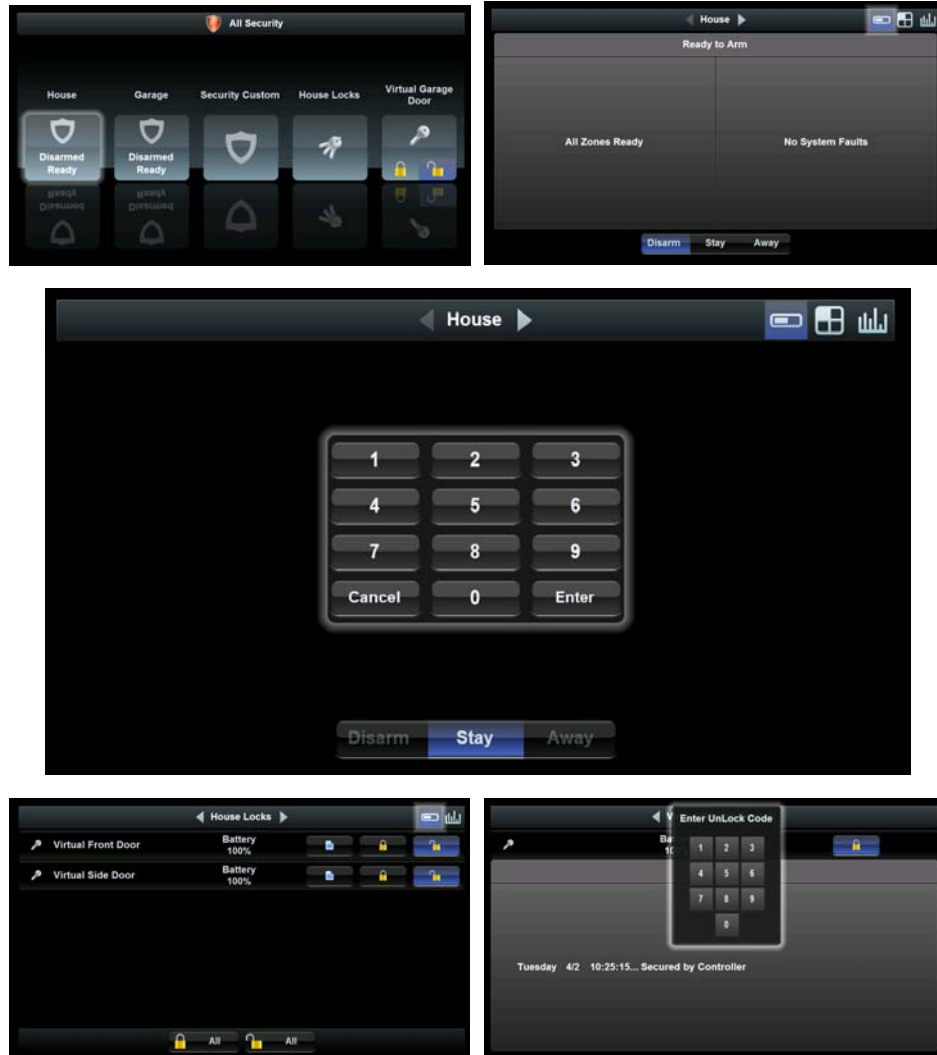 All Security
House
Garage
Security Custom
House Locks
Virtual Garage
Door
Disarmed
Ready
Disarmed
Ready
House
Ready to Arm
All Zones Ready
No System Faults
Disarm Stay Away
House
1 2 3
4 5 6
7 8 9
Cancel 0 Enter
Disarm Stay Away
House Locks
Virtual Front Door Battery
100%
Virtual Side Door Battery
100%
All All
Enter UnLock Code
1 2 3
4 5 6
7 8 9
0
Tuesday 4/2 10:25:15... Secured by Controller